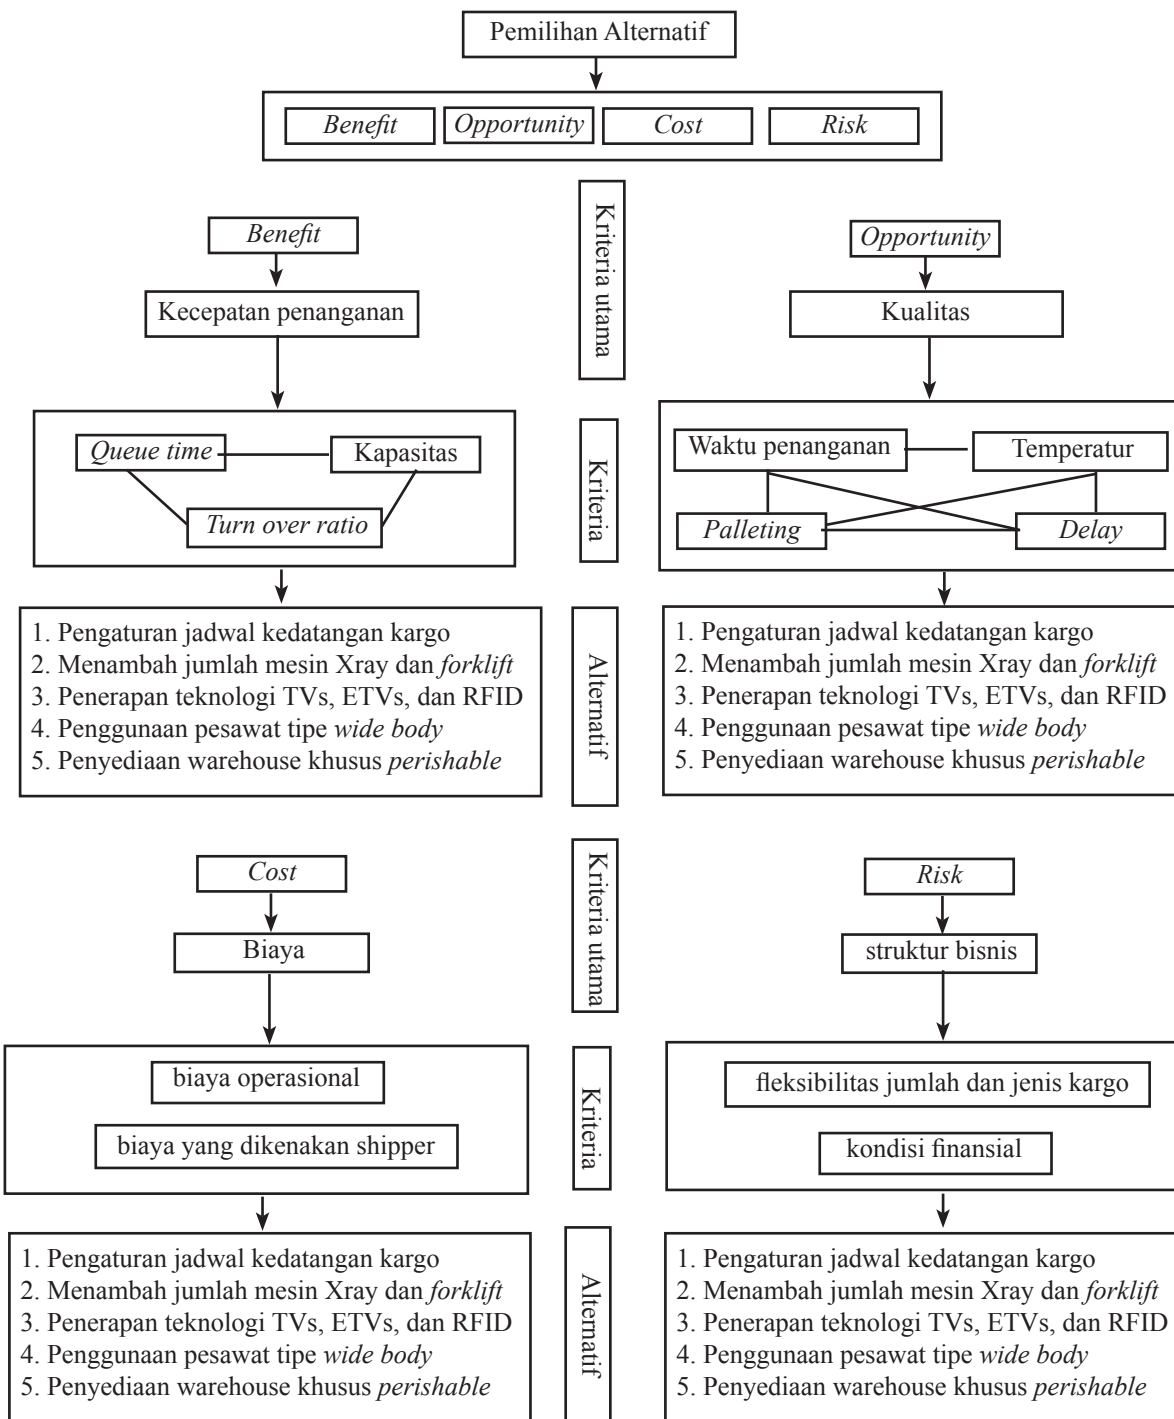 Pemilihan Alternatif
Benefit
Opportunity
Cost
Risk
Kriteria utama
Benefit
Kecepatan penanganan
Opportunity
Kualitas
Kriteria
Queue time
Kapasitas
Turn over ratio
Waktu penanganan
Temperatur
Palleting
Delay
Alternatif
1. Pengaturan jadwal kedatangan kargo
2. Menambah jumlah mesin Xray dan forklift
3. Penerapan teknologi TVs, ETVs, dan RFID
4. Penggunaan pesawat tipe wide body
5. Penyediaan warehouse khusus perishable
1. Pengaturan jadwal kedatangan kargo
2. Menambah jumlah mesin Xray dan forklift
3. Penerapan teknologi TVs, ETVs, dan RFID
4. Penggunaan pesawat tipe wide body
5. Penyediaan warehouse khusus perishable
Kriteria utama
Cost
Biaya
Risk
struktur bisnis
Kriteria
biaya operasional
biaya yang dikenakan shipper
fleksibilitas jumlah dan jenis kargo
kondisi finansial
Alternatif
1. Pengaturan jadwal kedatangan kargo
2. Menambah jumlah mesin Xray dan forklift
3. Penerapan teknologi TVs, ETVs, dan RFID
4. Penggunaan pesawat tipe wide body
5. Penyediaan warehouse khusus perishable
1. Pengaturan jadwal kedatangan kargo
2. Menambah jumlah mesin Xray dan forklift
3. Penerapan teknologi TVs, ETVs, dan RFID
4. Penggunaan pesawat tipe wide body
5. Penyediaan warehouse khusus perishable